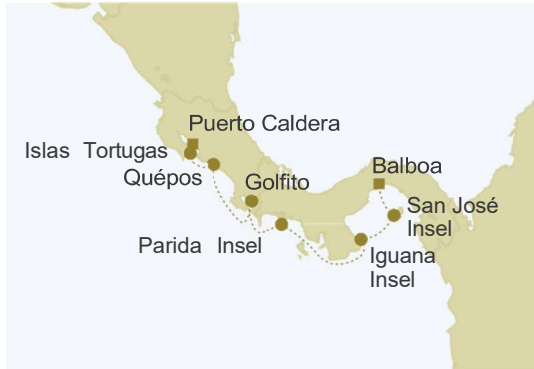 Puerto Caldera
Islas Tortugas
Quépos
Golfito
Balboa
San José
Insel
Parida Insel
Iguana
Insel